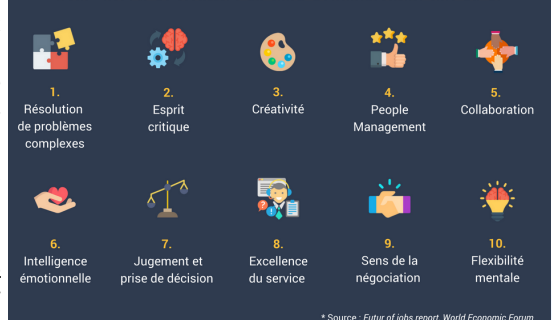 1.
Résolution
de problèmes
complexes
2.
Esprit
critique
3.
Créativité
4.
People
Management
5.
Collaboration
6.
Intelligence
émotionnelle
7.
Jugement et
prise de décision
8.
Excellence
du service
9.
Sens de la
négociation
10.
Flexibilité
mentale
* Source : Futur of jobs report, World Economic Forum